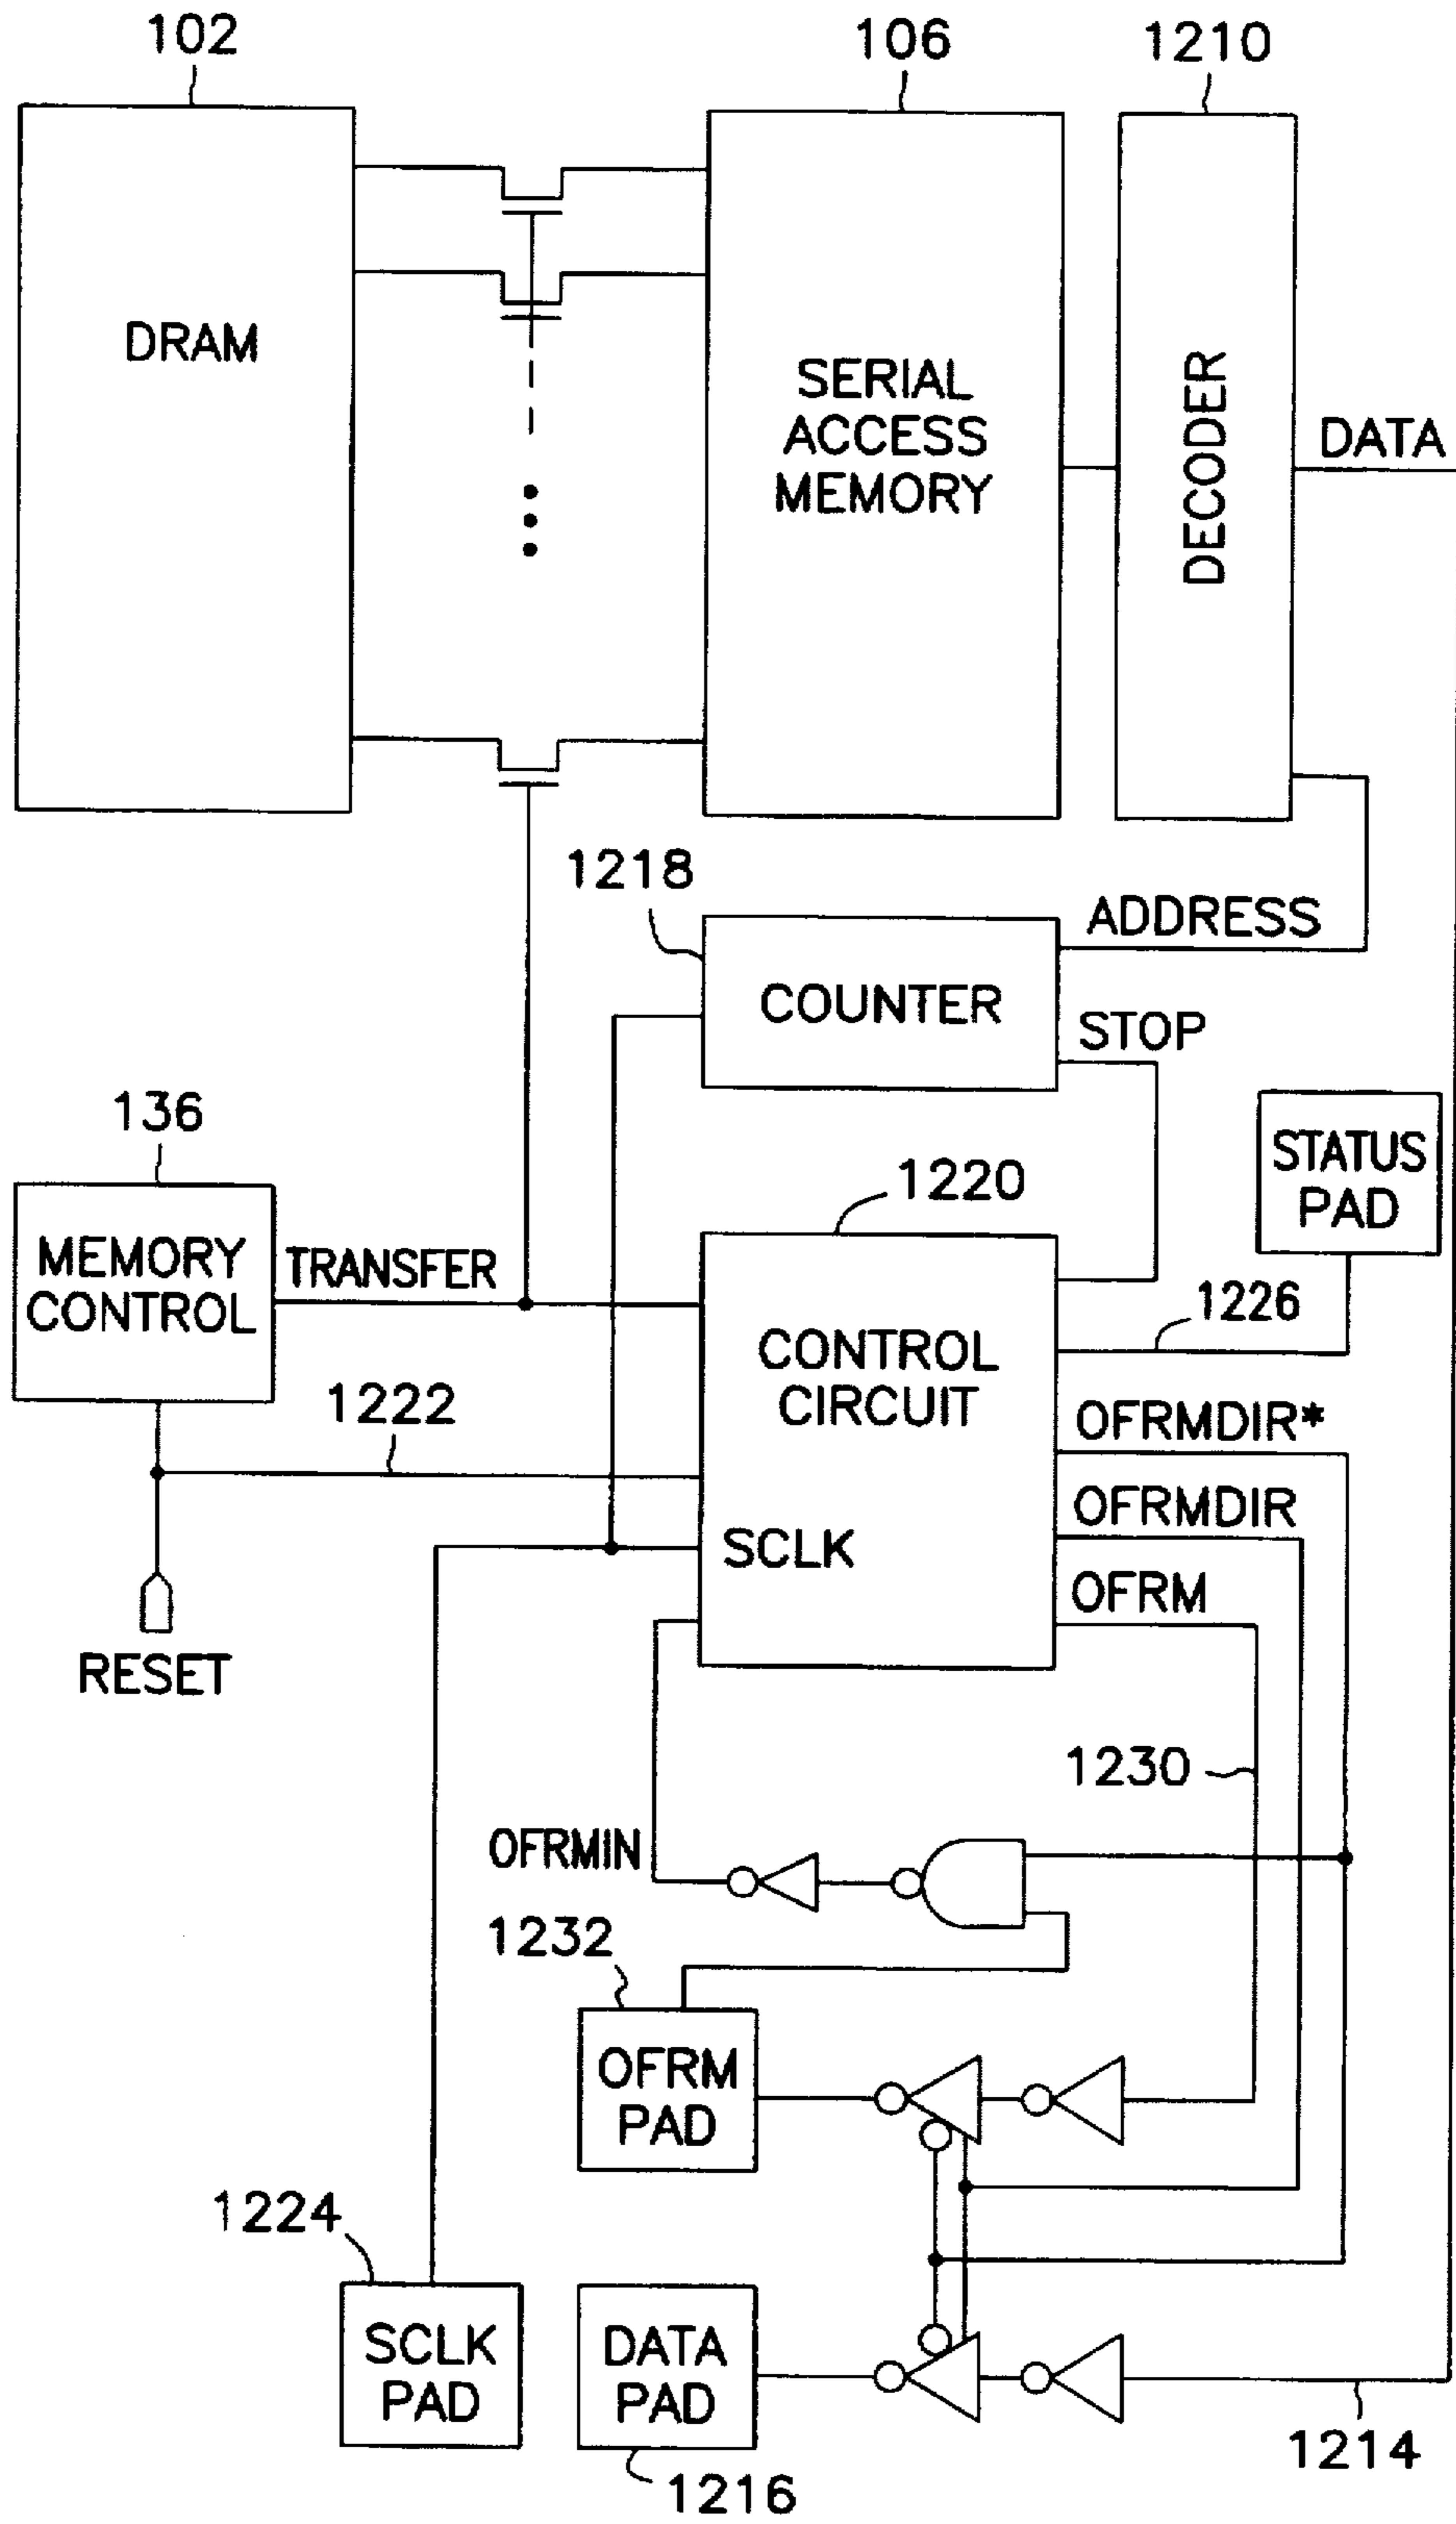 102
106
1210
DRAM
SERIAL
ACCESS
MEMORY
DECODER
DATA
1218
ADDRESS
COUNTER
STOP
136
STATUS
PAD
1220
MEMORY
CONTROL
TRANSFER
1226
CONTROL
CIRCUIT
1222
OFRMDIR*
OFRMDIR
SCLK
OFRM
RESET
1230
OFRMIN
1232
OFRM
PAD
1224
SCLK
PAD
DATA
PAD
1214
1216